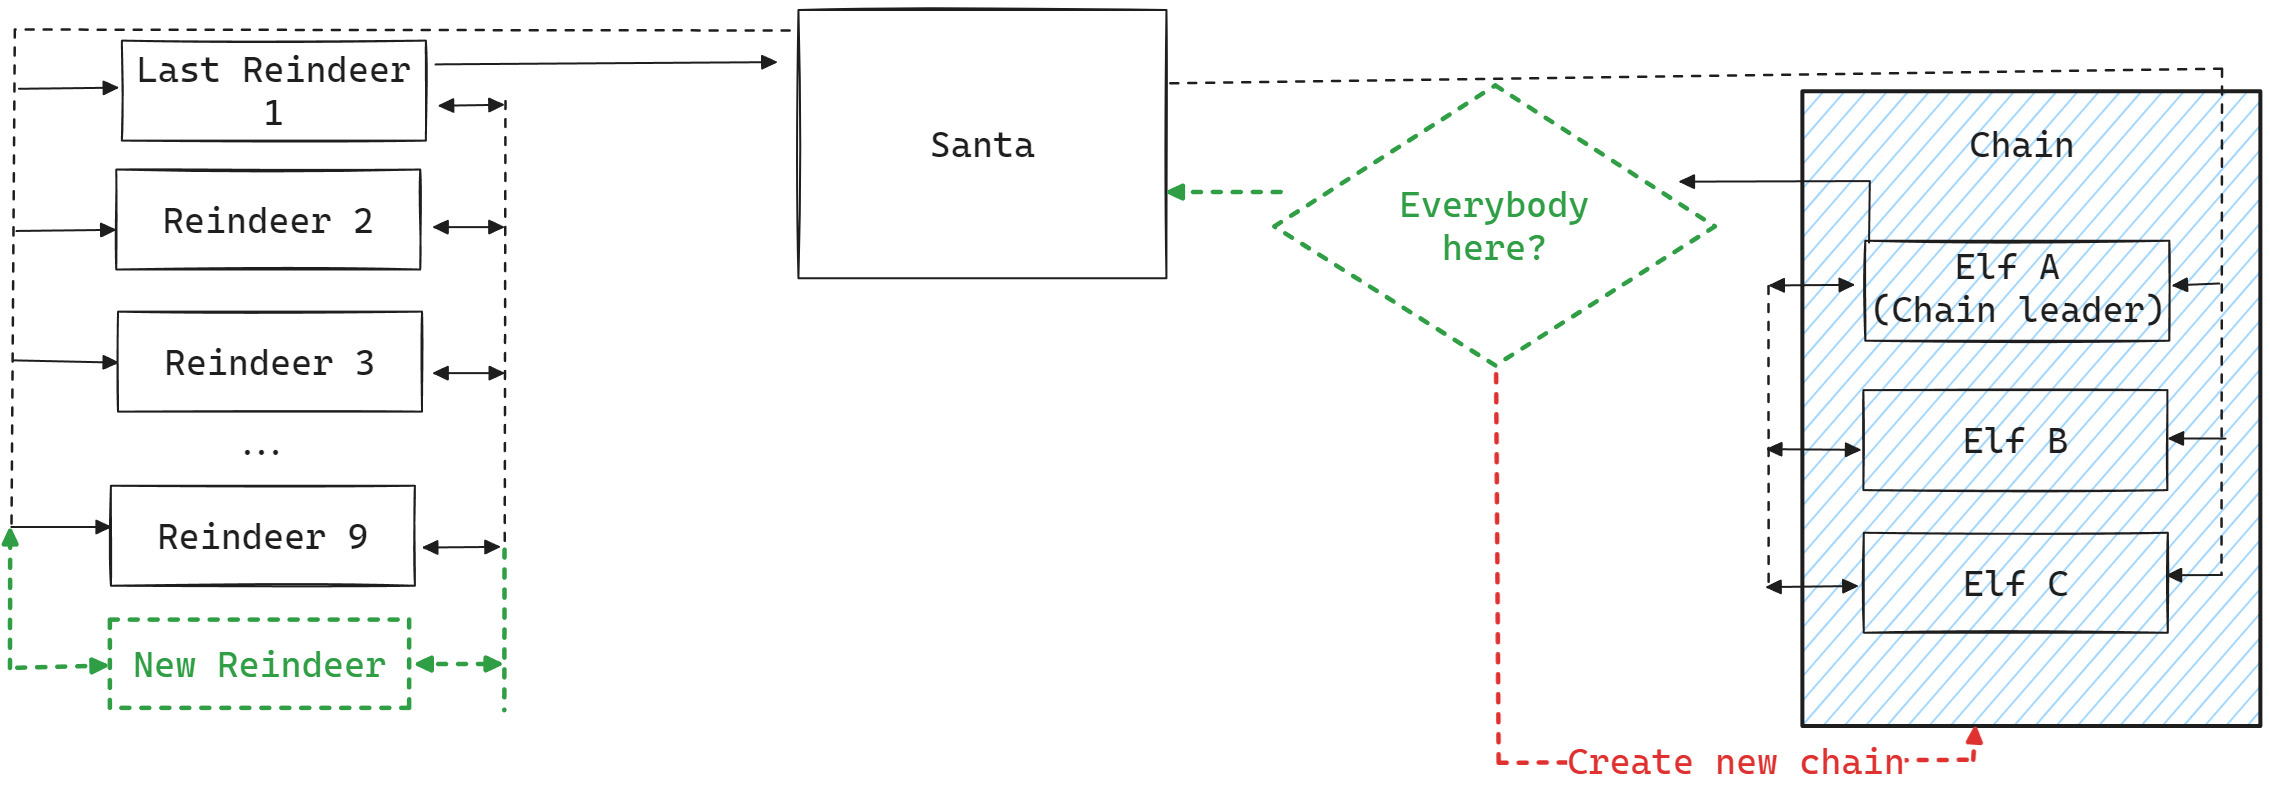 Last Reindeer
1
Reindeer 2
Reindeer 3
...
Reindeer 9
New Reindeer
Santa
Everybody
here?
Chain
Elf A
(Chain leader)
Elf B
Elf C
Create new chain